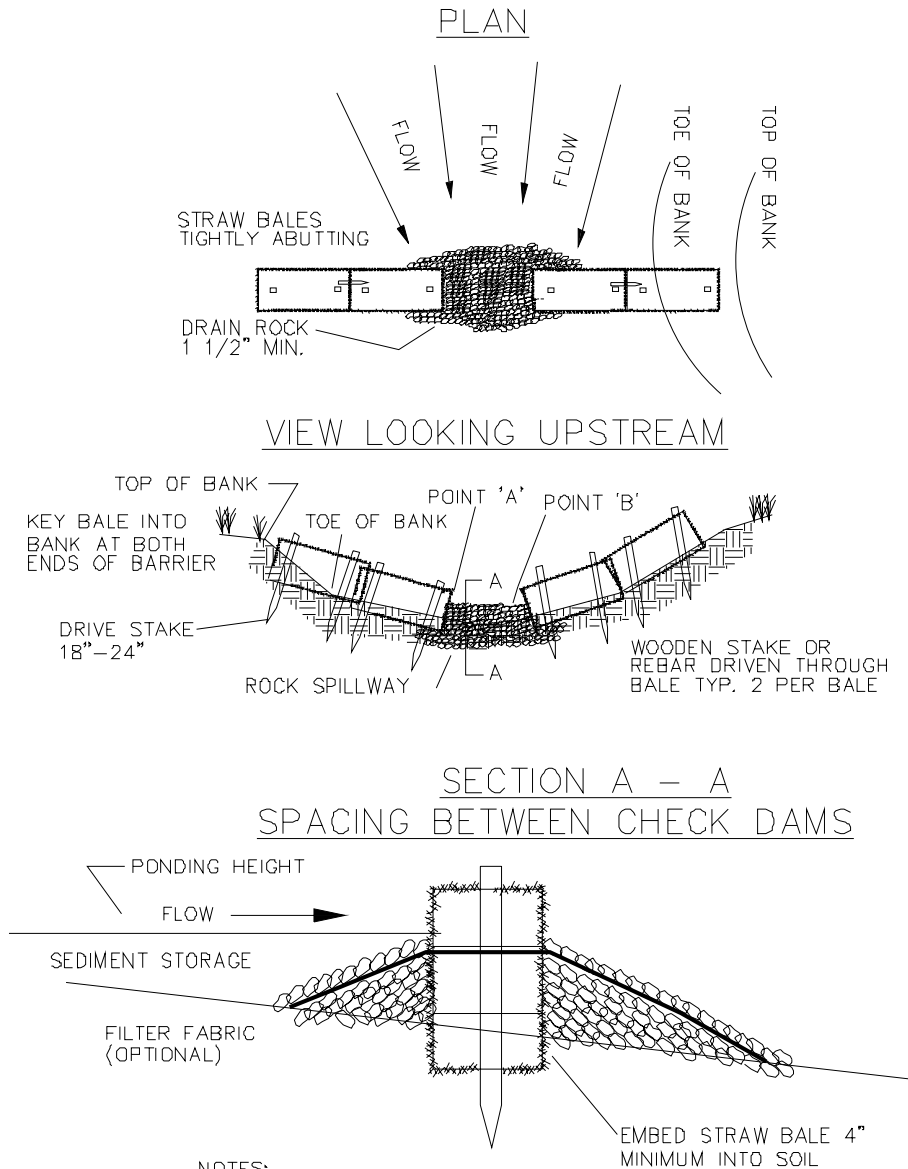 PLAN
FLOW
FLOW
FLOW
TOE OF BANK
TOP OF BANK
STRAW BALES
TIGHTLY ABUTTING
DRAIN ROCK
1 1/2" MIN.
VIEW LOOKING UPSTREAM
TOP OF BANK
POINT 'A'
POINT 'B'
KEY BALE INTO
BANK AT BOTH
ENDS OF BARRIER
TOE OF BANK
A
DRIVE STAKE
18"-24"
A
ROCK SPILLWAY
WOODEN STAKE OR
REBAR DRIVEN THROUGH
BALE TYP. 2 PER BALE
SECTION A - A
SPACING BETWEEN CHECK DAMS
PONDING HEIGHT
FLOW
SEDIMENT STORAGE
FILTER FABRIC
(OPTIONAL)
EMBED STRAW BALE 4"
MINIMUM INTO SOIL
NOTES: